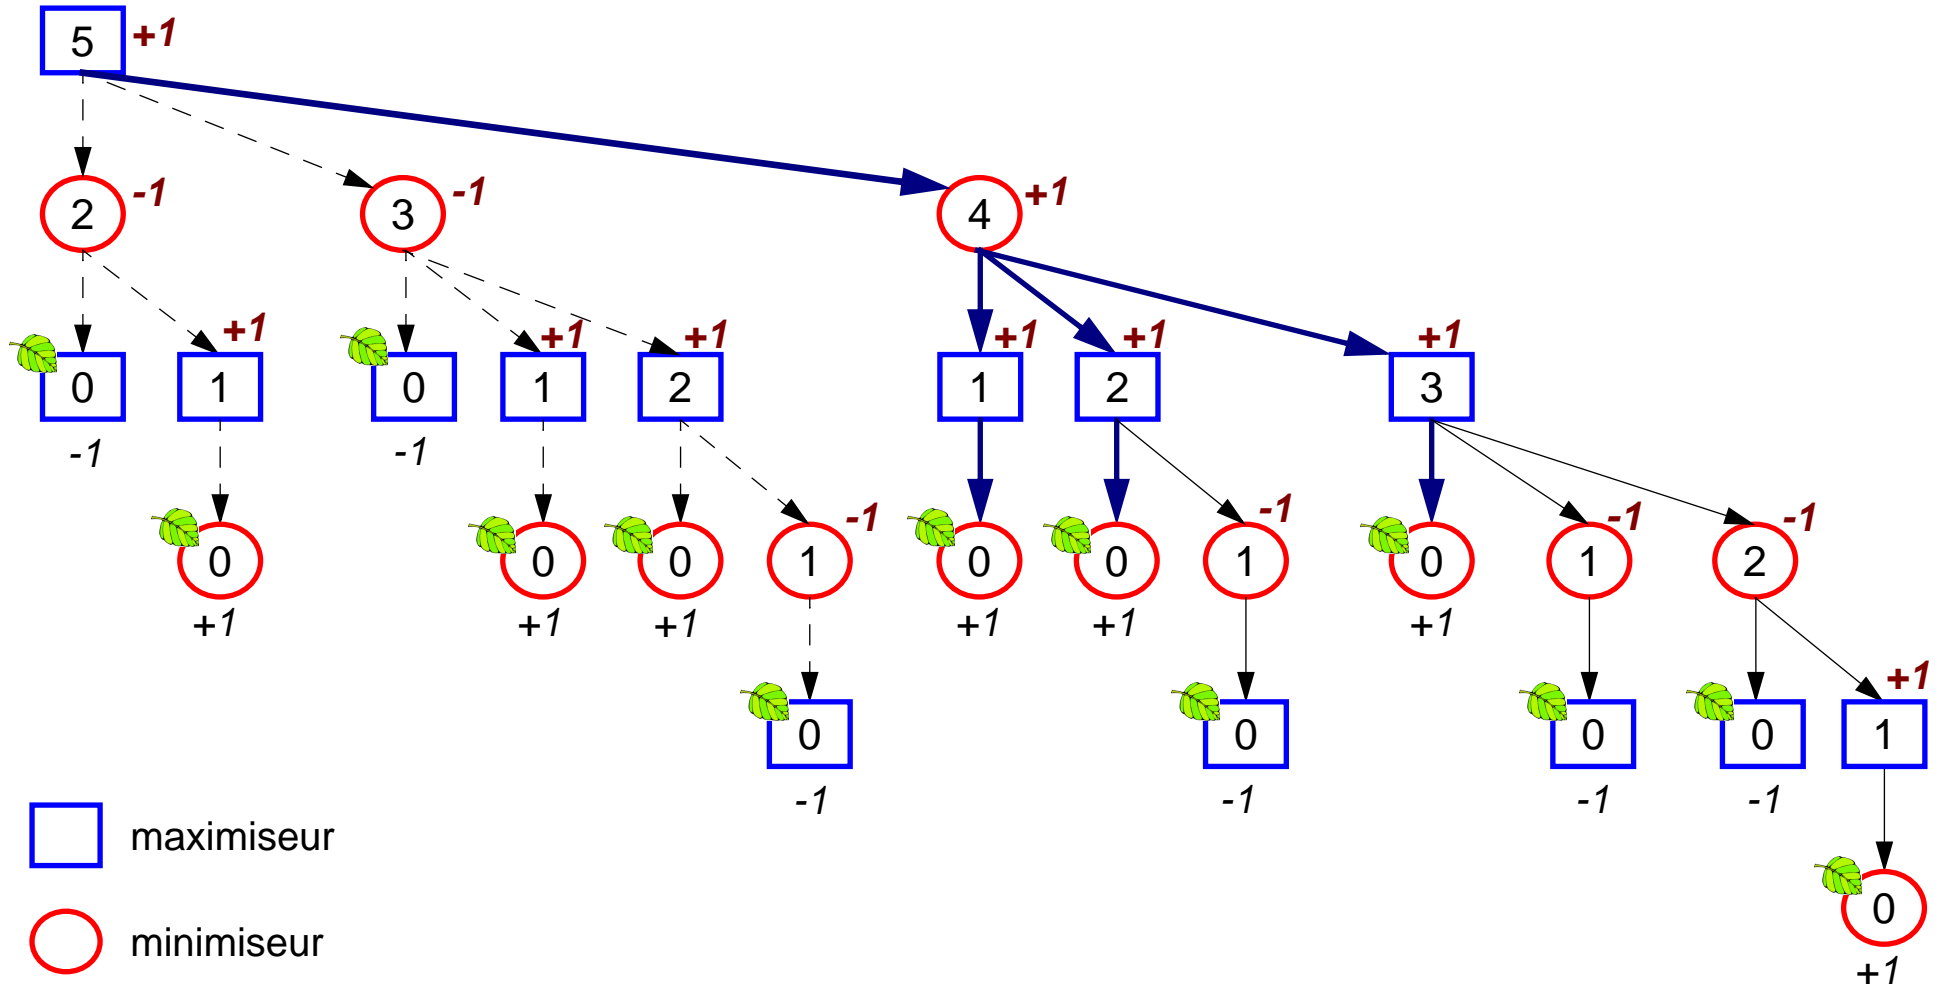 5 +1
2 -1 3 -1 4 +1
+1 +1 +1 +1 +1 +1
0 1 0 1 2 1 2 3
-1 -1
-1 -1 -1 -1
0 0 0 1 0 0 1 0 1 2
+1 +1 +1 +1 +1 +1
+1
0 0 0 0 1
-1 -1 -1 -1
maximiseur
0
minimiseur
+1